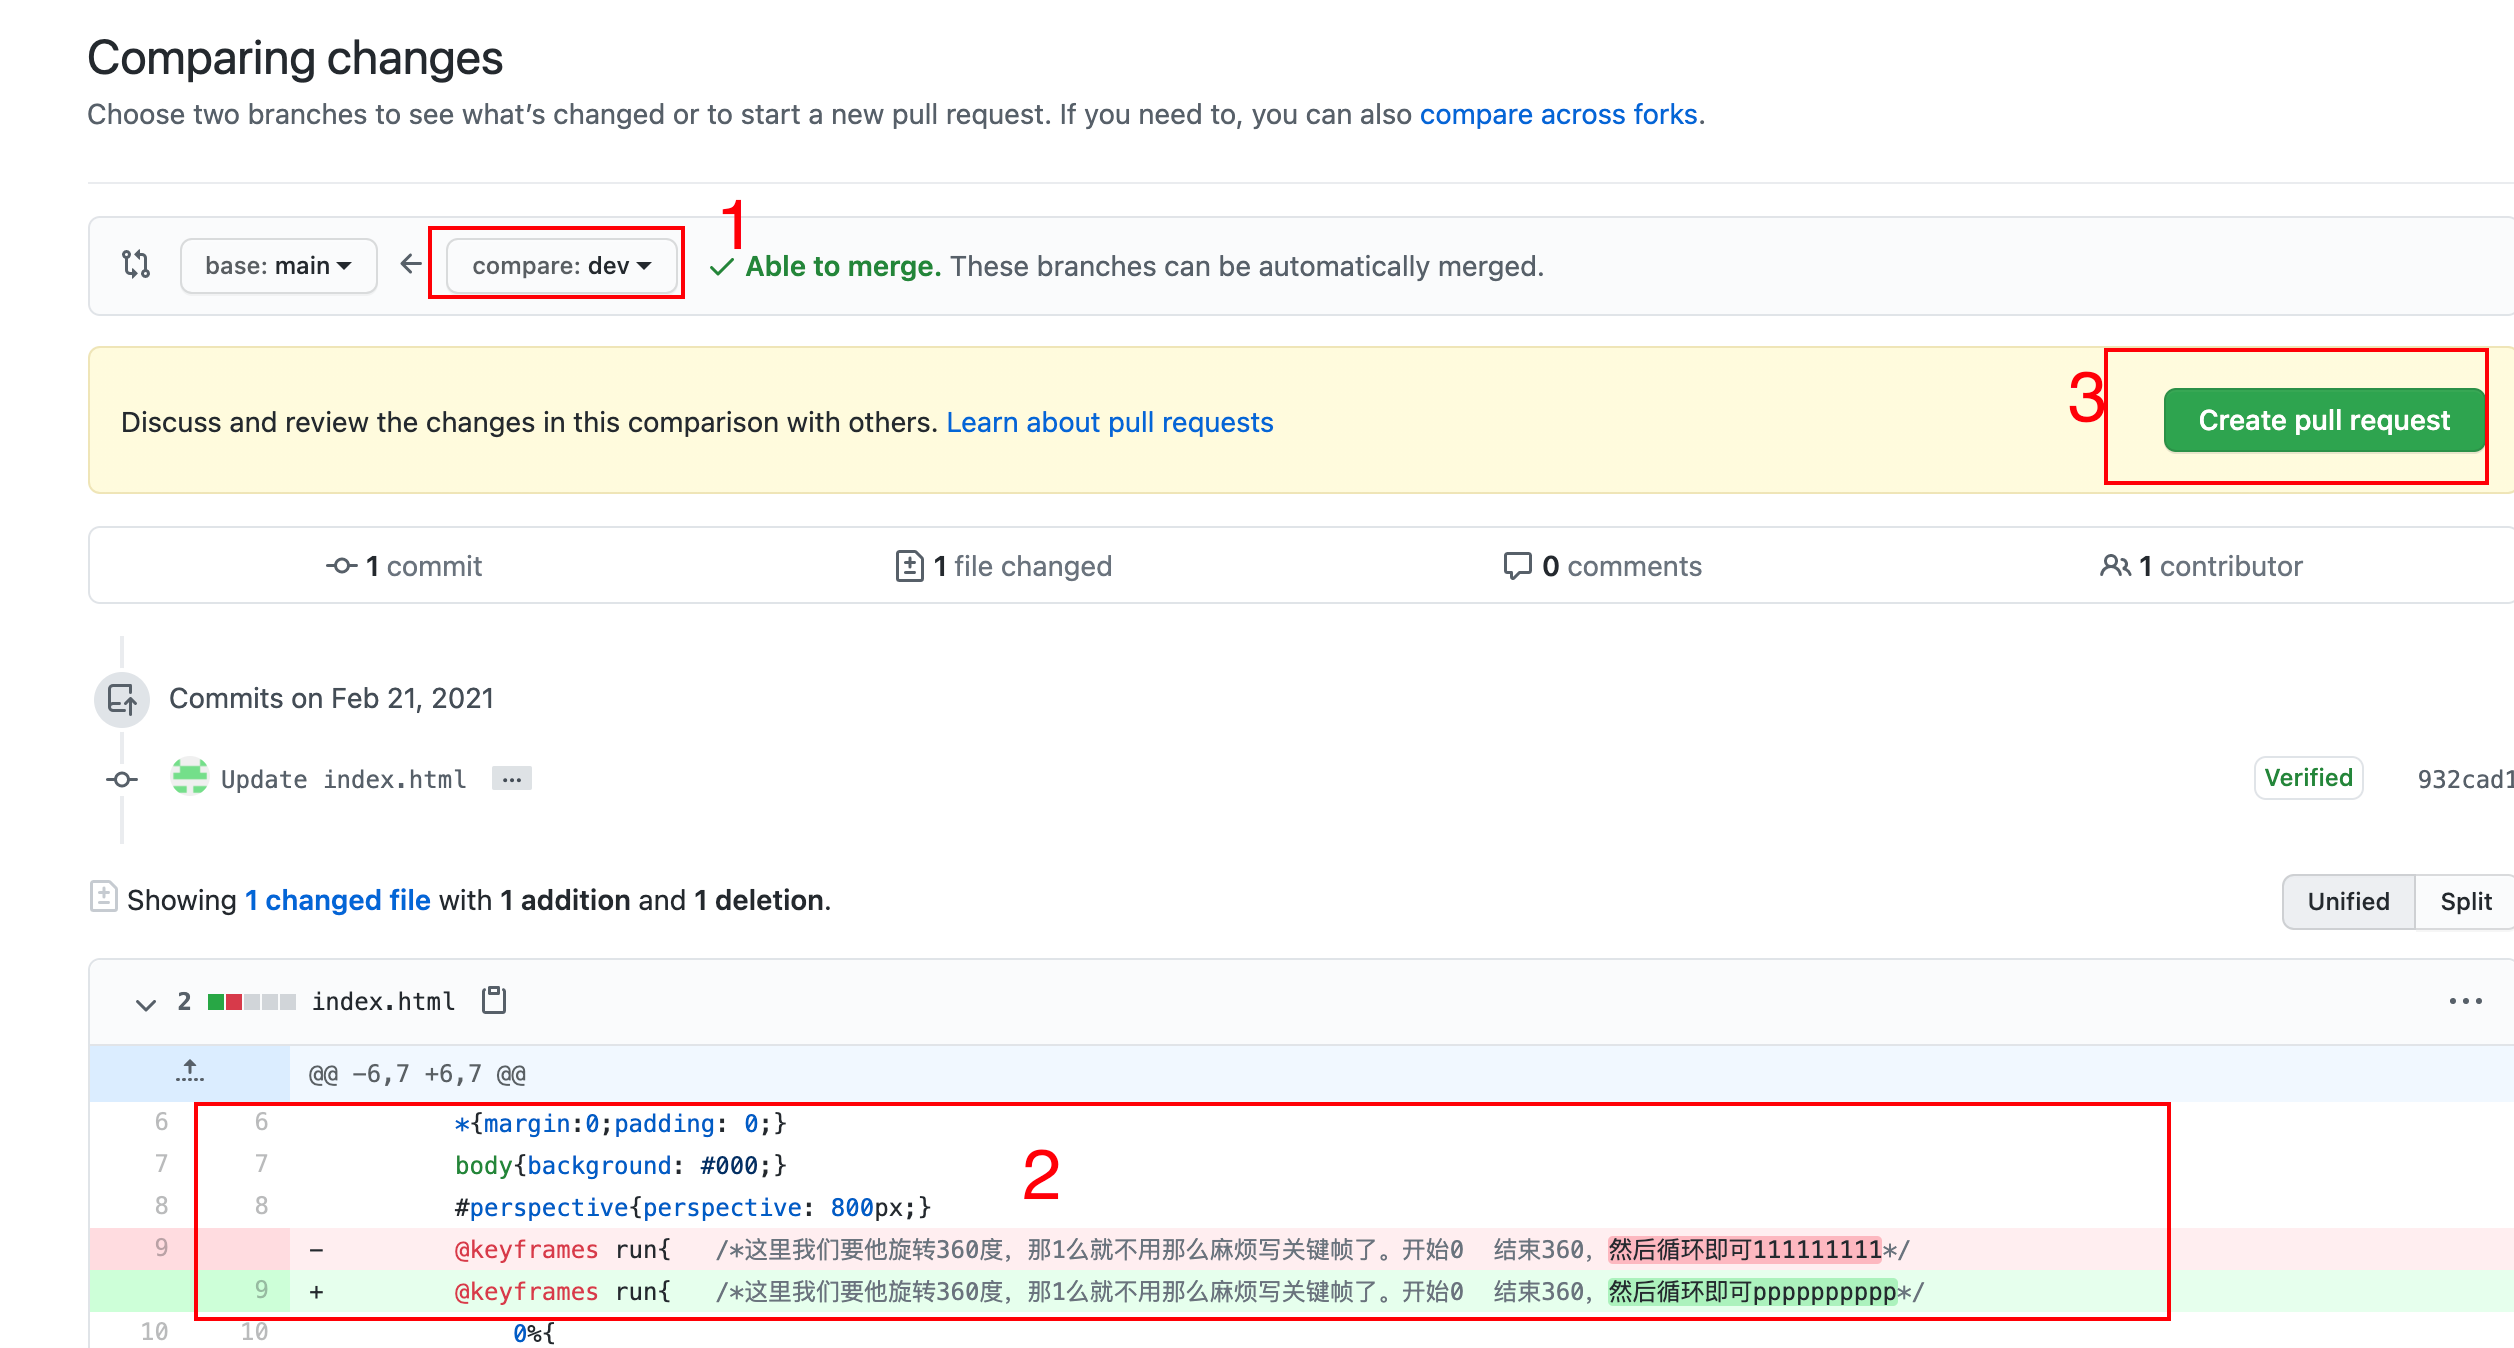 Comparing changes
Choose two branches to see what's changed or to start a new pull request. If you need to, you can also compare across forks.
1
base: main
compare: dev
Able to merge. These branches can be automatically merged.
3
Discuss and review the changes in this comparison with others. Learn about pull requests
Create pull request
1 commit
1 file changed
0 comments
1 contributor
Commits on Feb 21, 2021
Update index.html
…
Verified
932cad1
Showing 1 changed file with 1 addition and 1 deletion.
Unified
Split
2 index.html
@@ -6,7 +6,7 @@
6 6 *{margin:0;padding: 0;}
2
7 7 body{background: #000;}
8 8 #perspective{perspective: 800px;}
9 - @keyframes run{ /*这里我们要他旋转360度，那1么就不用那么麻烦写关键帧了。开始0 结束360，然后循环即可111111111*/
9 + @keyframes run{ /*这里我们要他旋转360度，那1么就不用那么麻烦写关键帧了。开始0 结束360，然后循环即可pppppppppp*/
10 10 0%{